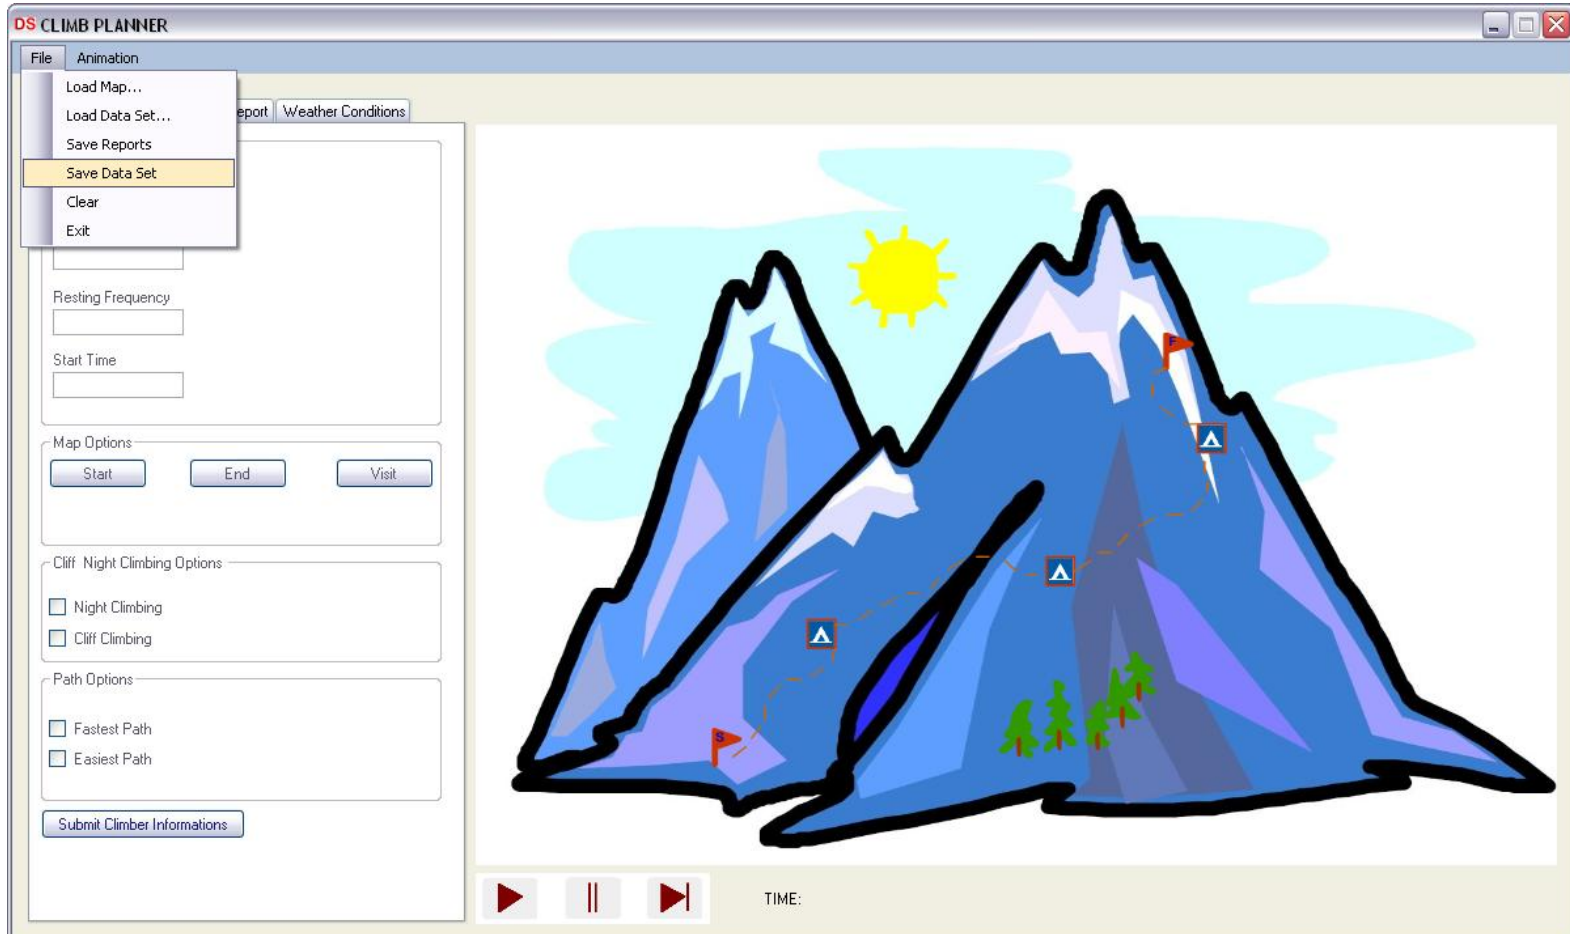 DS CLIMB PLANNER
File Animation
Load Map...
Load Data Set...
eport Weather Conditions
Save Reports
Save Data Set
Clear
Exit
Resting Frequency
Start Time
Map Options
Start End Visit
Cliff Night Climbing Options
Night Climbing
Cliff Climbing
Path Options
Fastest Path
Easiest Path
Submit Climber Informations
F
S
TIME: